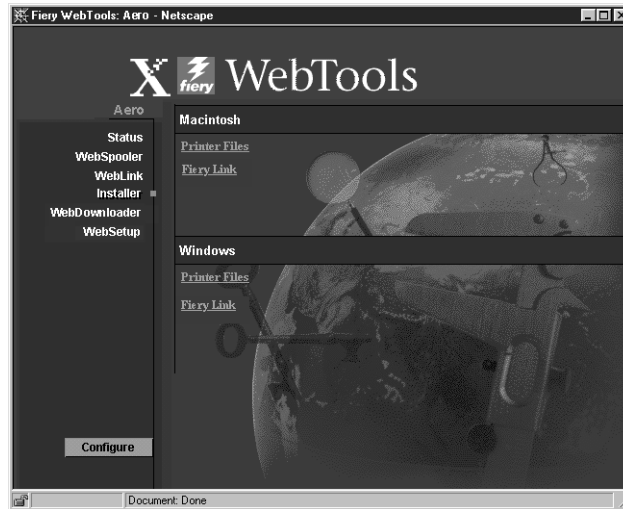 Fiery WebTools: Aero - Netscape
X fiery WebTools
Aero
Status
WebSpooler
WebLink
Installer
WebDownloader
WebSetup
Configure
Macintosh
Printer Files
Fiery Link
Windows
Printer Files
Fiery Link
Document: Done